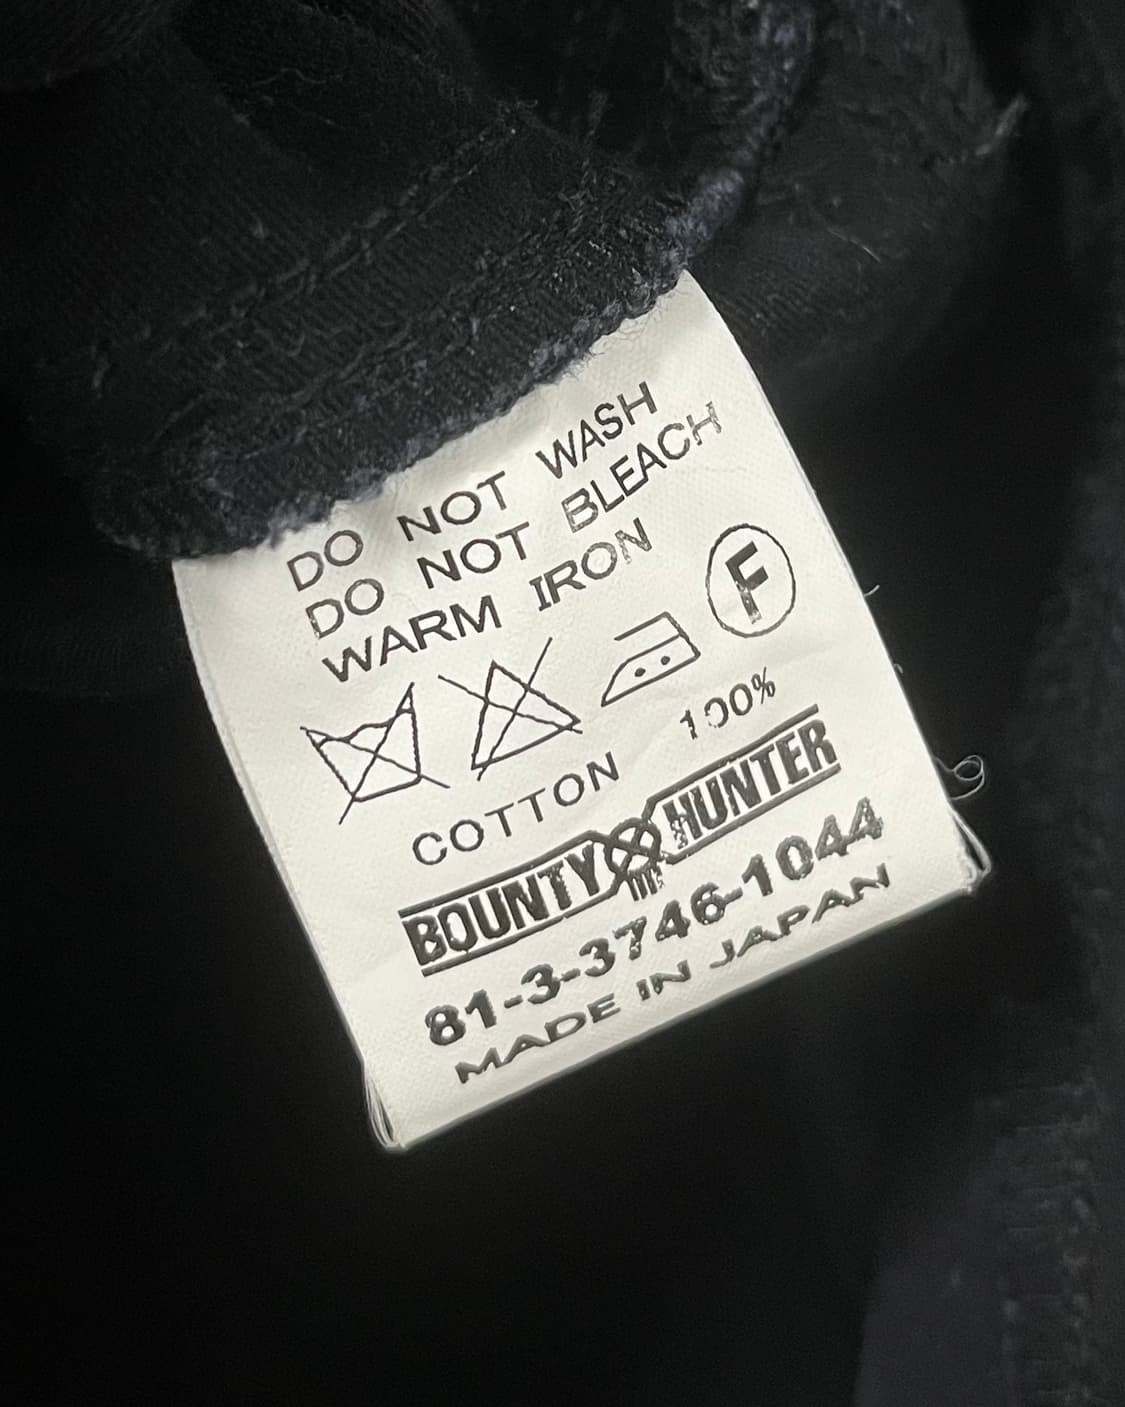 DO NOT WASH
DO NOT BLEACH
WARM IRON
F
COTTON 100%
BOUNTY HUNTER
81-3-3746-1044
MADE IN JAPAN